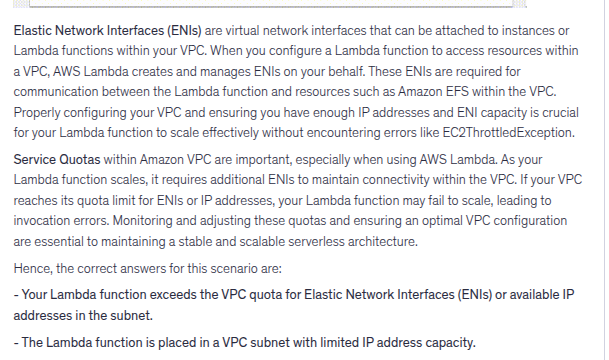 Elastic Network Interfaces (ENIs) are virtual network interfaces that can be attached to instances or
Lambda functions within your VPC. When you configure a Lambda function to access resources within
a VPC, AWS Lambda creates and manages ENIs on your behalf. These ENIs are required for
communication between the Lambda function and resources such as Amazon EFS within the VPC.
Properly configuring your VPC and ensuring you have enough IP addresses and ENI capacity is crucial
for your Lambda function to scale effectively without encountering errors like EC2ThrottledException.
Service Quotas within Amazon VPC are important, especially when using AWS Lambda. As your
Lambda function scales, it requires additional ENIs to maintain connectivity within the VPC. If your VPC
reaches its quota limit for ENIs or IP addresses, your Lambda function may fail to scale, leading to
invocation errors. Monitoring and adjusting these quotas and ensuring an optimal VPC configuration
are essential to maintaining a stable and scalable serverless architecture.
Hence, the correct answers for this scenario are:
- Your Lambda function exceeds the VPC quota for Elastic Network Interfaces (ENIs) or available IP
addresses in the subnet.
- The Lambda function is placed in a VPC subnet with limited IP address capacity.